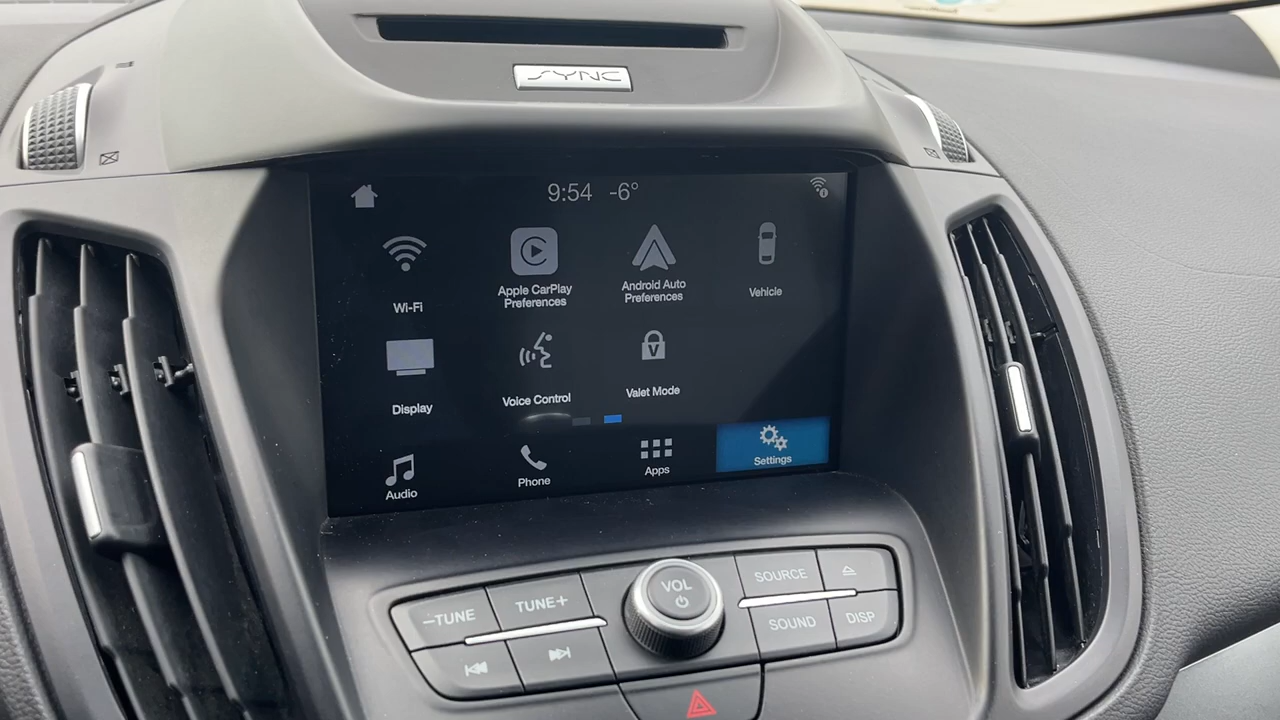 SYNC
9:54 -6°
Wi-Fi
Apple CarPlay
Preferences
Android Auto
Preferences
Vehicle
Display
Voice Control
Valet Mode
Audio
Phone
Apps
Settings
–TUNE
TUNE+
VOL
SOURCE
SOUND
DISP